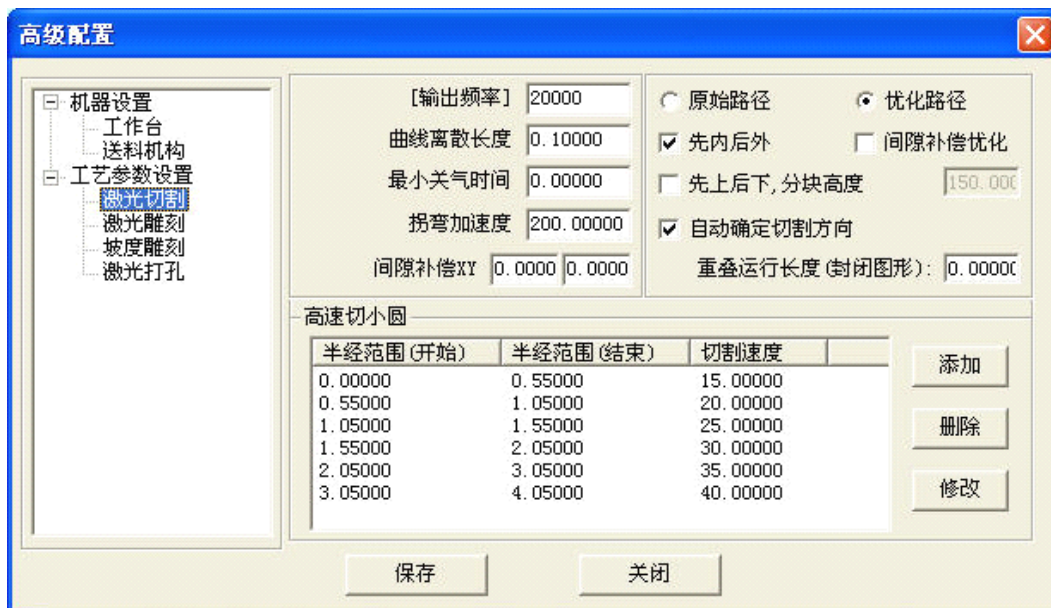 高级配置
机器设置
工作台
送料机构
工艺参数设置
激光切割
激光雕刻
坡度雕刻
激光打孔
[输出频率] 20000
曲线离散长度 0.10000
最小关气时间 0.00000
拐弯加速度 200.00000
间隙补偿XY 0.0000 0.0000
原始路径 优化路径
先内后外 间隙补偿优化
先上后下,分块高度 150.000
自动确定切割方向
重叠运行长度(封闭图形): 0.0000
高速切小圆
半经范围(开始) 半经范围(结束) 切割速度
0.00000 0.55000 15.00000
0.55000 1.05000 20.00000
1.05000 1.55000 25.00000
1.55000 2.05000 30.00000
2.05000 3.05000 35.00000
3.05000 4.05000 40.00000
添加
删除
修改
保存 关闭